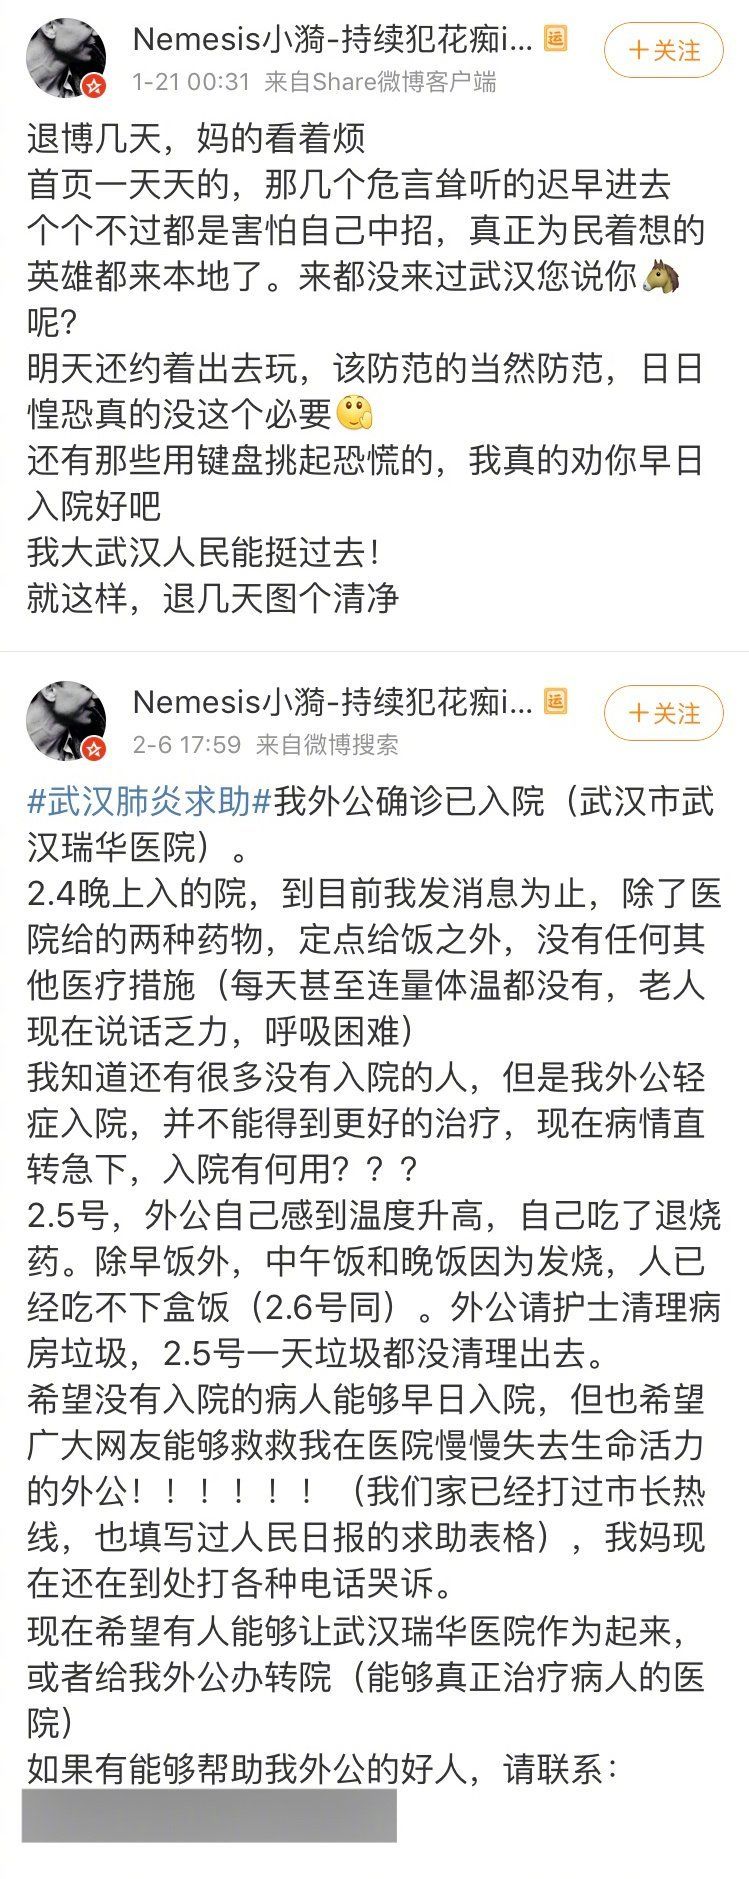 Nemesis小漪-持续犯花痴i... 运
+关注
1-21 00:31 来自Share微博客户端
退博几天，妈的看着烦
首页一天天的，那几个危言耸听的迟早进去
个个不过都是害怕自己中招，真正为民着想的
英雄都来本地了。来都没来过武汉您说你🐴
呢？
明天还约着出去玩，该防范的当然防范，日日
惶恐真的没这个必要
还有那些用键盘挑起恐慌的，我真的劝你早日
入院好吧
我大武汉人民能挺过去！
就这样，退几天图个清净
Nemesis小漪-持续犯花痴i... 运
+关注
2-6 17:59 来自微博搜索
#武汉肺炎求助#我外公确诊已入院（武汉市武
汉瑞华医院）。
2.4晚上入的院，到目前我发消息为止，除了医
院给的两种药物，定点给饭之外，没有任何其
他医疗措施（每天甚至连量体温都没有，老人
现在说话乏力，呼吸困难）
我知道还有很多没有入院的人，但是我外公轻
症入院，并不能得到更好的治疗，现在病情直
转急下，入院有何用？？？
2.5号，外公自己感到温度升高，自己吃了退烧
药。除早饭外，中午饭和晚饭因为发烧，人已
经吃不下盒饭（2.6号同）。外公请护士清理病
房垃圾，2.5号一天垃圾都没清理出去。
希望没有入院的病人能够早日入院，但也希望
广大网友能够救救我在医院慢慢失去生命活力
的外公！！！！！！（我们家已经打过市长热
线，也填写过人民日报的求助表格），我妈现
在还在到处打各种电话哭诉。
现在希望有人能够让武汉瑞华医院作为起来，
或者给我外公办转院（能够真正治疗病人的医
院）
如果有能够帮助我外公的好人，请联系：